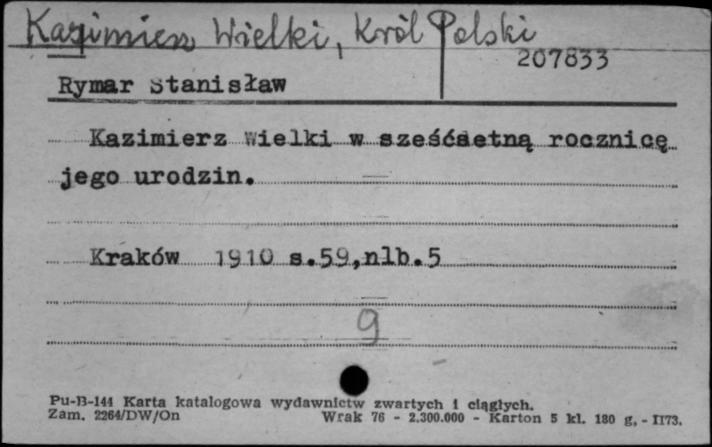 Kazimierz Wielki, Król Polski
207833
Rymar Stanisław
Kazimierz Wielki w sześćsetną rocznicę
jego urodzin.
Kraków 1910 s.59,nlb.5
9
Pu-B-144 Karta katalogowa wydawnictw zwartych i ciągłych.
Zam. 2264/DW/On Wrak 76 - 2.300.000 - Karton 5 kl. 180 g. - II73.